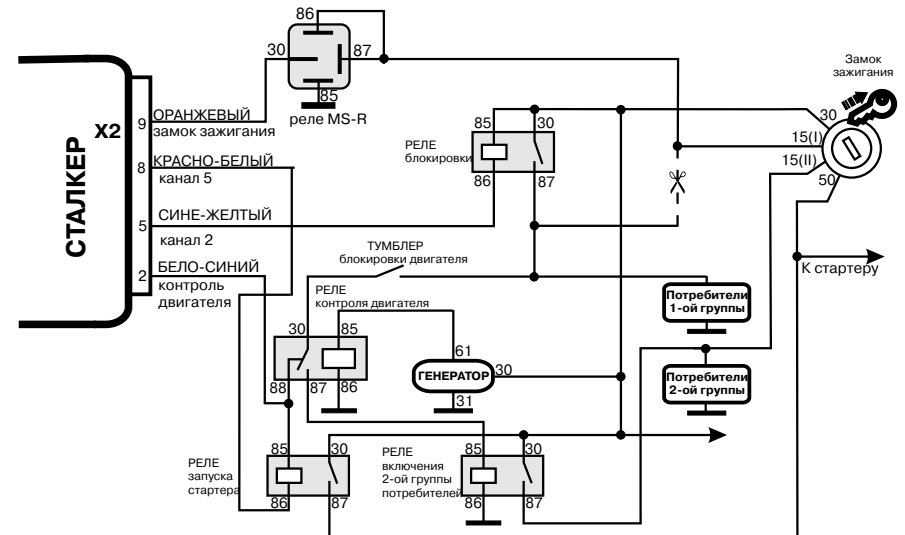 СТАЛКЕР
X2
9
ОРАНЖЕВЫЙ
замок зажигания
8
КРАСНО-БЕЛЫЙ
канал 5
5
СИНЕ-ЖЕЛТЫЙ
канал 2
2
БЕЛО-СИНИЙ
контроль
двигателя
86
30
87
85
реле MS-R
РЕЛЕ
блокировки
85
30
86
87
Замок
зажигания
30
15(I)
15(II)
50
К стартеру
ТУМБЛЕР
блокировки двигателя
РЕЛЕ
контроля двигателя
30
85
88
87
86
61
ГЕНЕРАТОР
30
31
Потребители
1-ой группы
Потребители
2-ой группы
РЕЛЕ
запуска
стартера
85
30
86
87
РЕЛЕ
включения
2-ой группы
потребителей
85
30
86
87